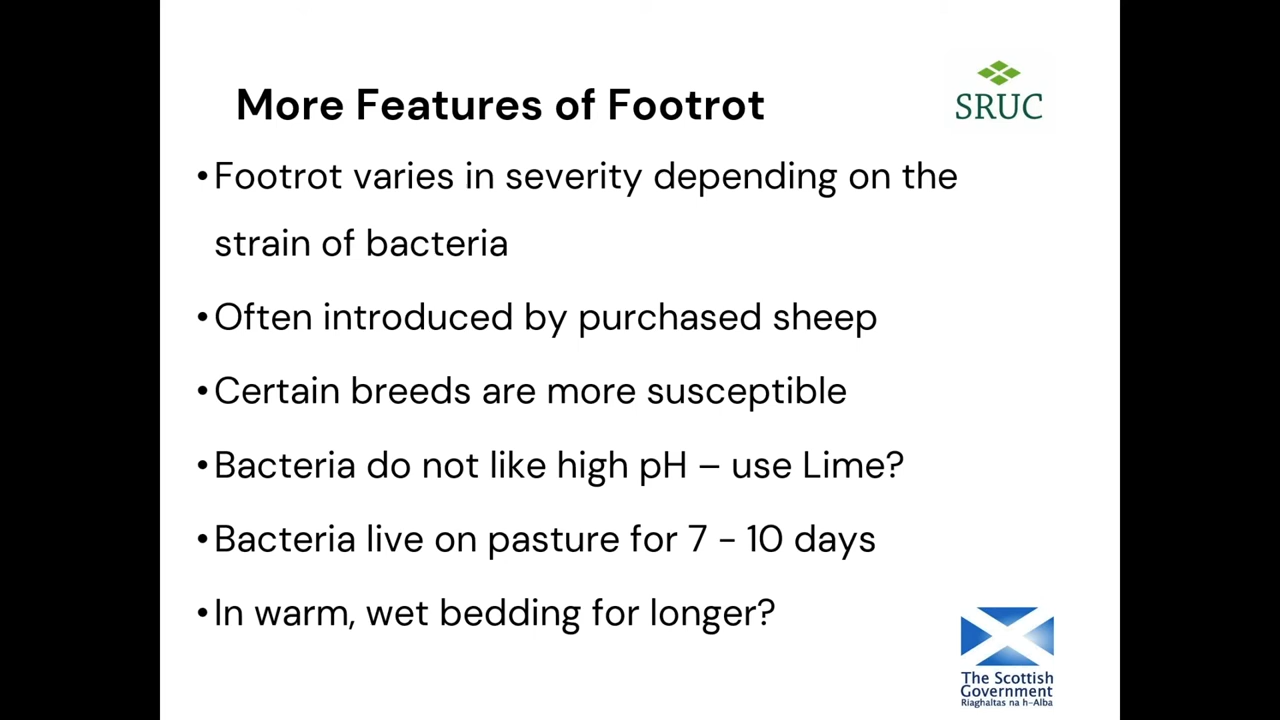 More Features of Footrot
SRUC
•Footrot varies in severity depending on the
strain of bacteria
•Often introduced by purchased sheep
•Certain breeds are more susceptible
•Bacteria do not like high pH – use Lime?
•Bacteria live on pasture for 7 - 10 days
•In warm, wet bedding for longer?
The Scottish
Government
Riaghaltas na h-Alba